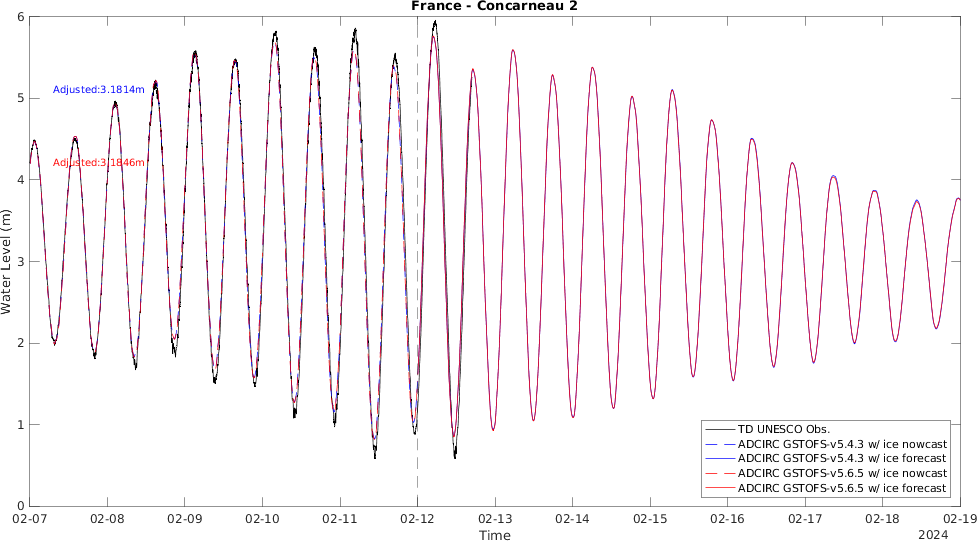 France - Concarneau 2
Water Level (m)
6
5
4
3
2
1
0
Adjusted:3.1814m
Adjusted:3.1846m
TD UNESCO Obs.
ADCIRC GSTOFS-v5.4.3 w/ ice nowcast
ADCIRC GSTOFS-v5.4.3 w/ ice forecast
ADCIRC GSTOFS-v5.6.5 w/ ice nowcast
ADCIRC GSTOFS-v5.6.5 w/ ice forecast
02-07 02-08 02-09 02-10 02-11 02-12 02-13 02-14 02-15 02-16 02-17 02-18 02-19
Time
2024